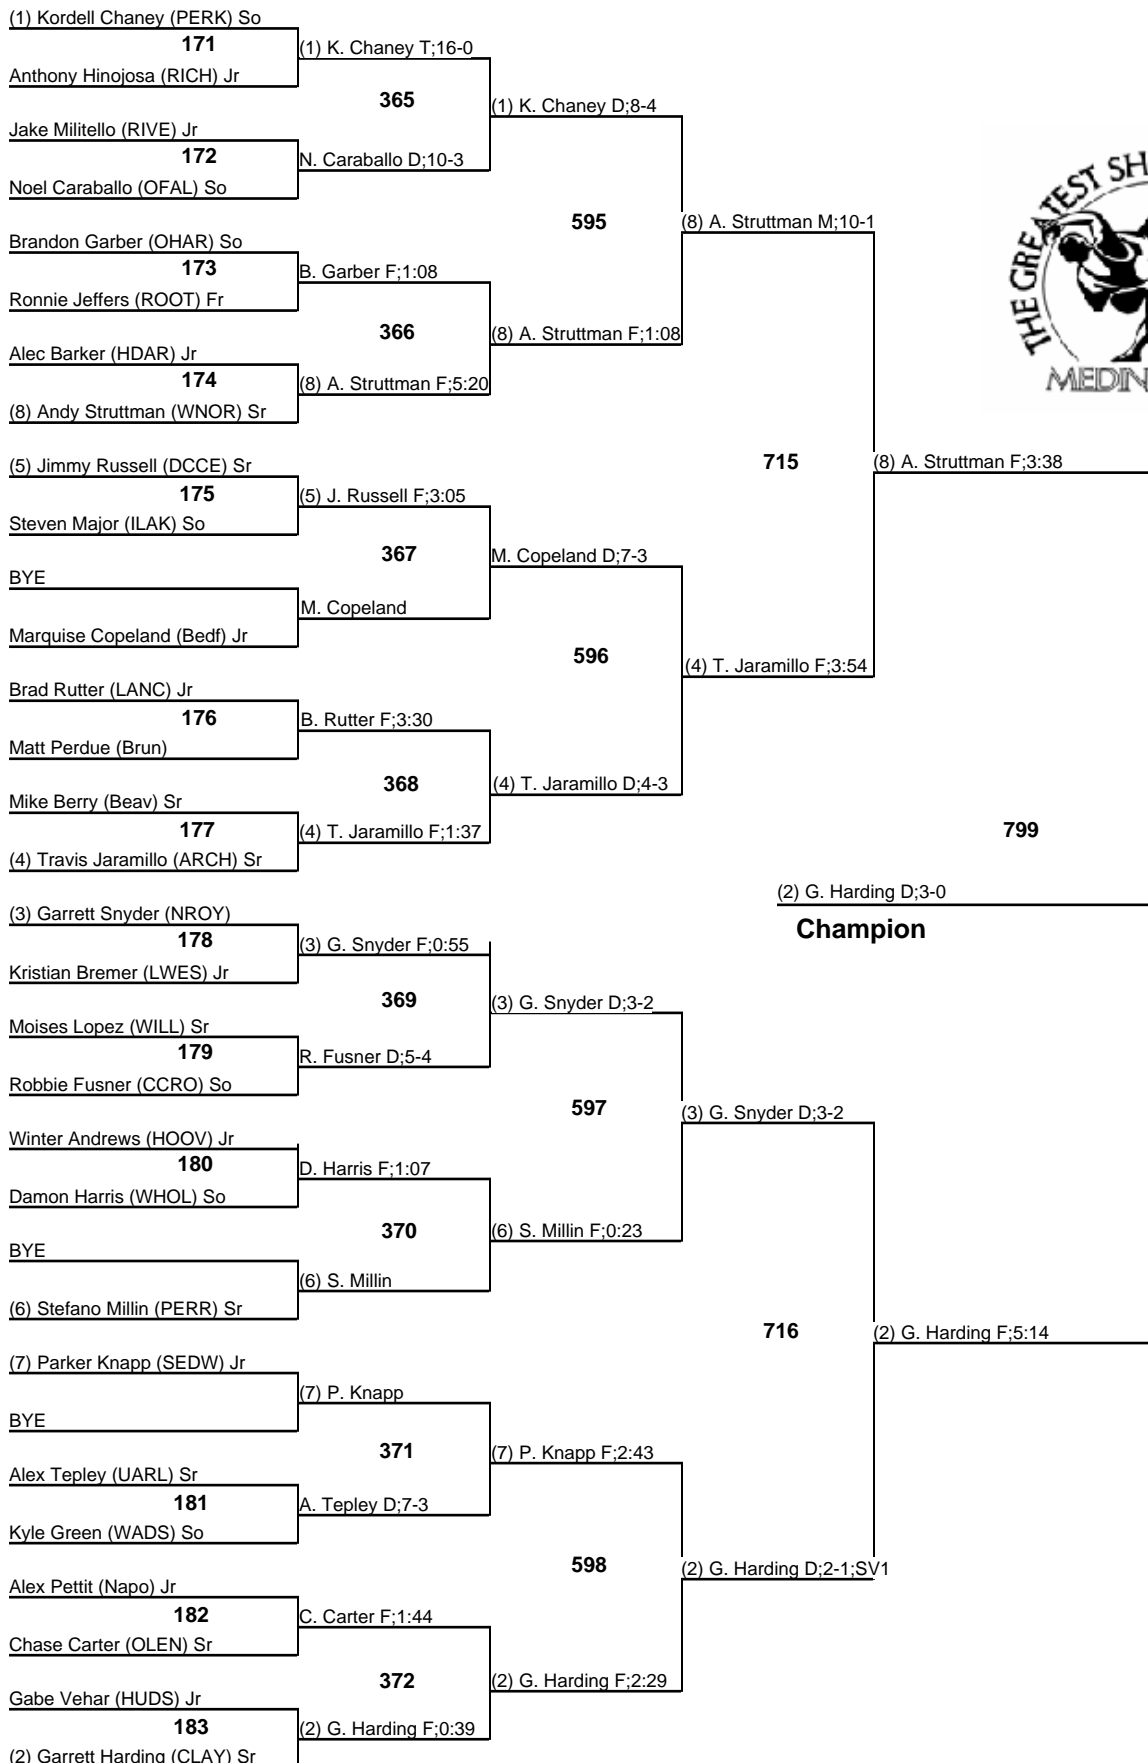 (1) Kordell Chaney (PERK) So
171
(1) K. Chaney T;16-0
Anthony Hinojosa (RICH) Jr
365
(1) K. Chaney D;8-4
Jake Militello (RIVE) Jr
172
N. Caraballo D;10-3
Noel Caraballo (OFAL) So
595
(8) A. Struttman M;10-1
Brandon Garber (OHAR) So
173
B. Garber F;1:08
Ronnie Jeffers (ROOT) Fr
366
(8) A. Struttman F;1:08
Alec Barker (HDAR) Jr
174
(8) A. Struttman F;5:20
(8) Andy Struttman (WNOR) Sr
THE GREATEST SH
MEDIN
715
(8) A. Struttman F;3:38
(5) Jimmy Russell (DCCE) Sr
175
(5) J. Russell F;3:05
Steven Major (ILAK) So
367
M. Copeland D;7-3
BYE
M. Copeland
Marquise Copeland (Bedf) Jr
596
(4) T. Jaramillo F;3:54
Brad Rutter (LANC) Jr
176
B. Rutter F;3:30
Matt Perdue (Brun)
368
(4) T. Jaramillo D;4-3
Mike Berry (Beav) Sr
177
(4) T. Jaramillo F;1:37
(4) Travis Jaramillo (ARCH) Sr
799
(2) G. Harding D;3-0
Champion
(3) Garrett Snyder (NROY)
178
(3) G. Snyder F;0:55
Kristian Bremer (LWES) Jr
369
(3) G. Snyder D;3-2
Moises Lopez (WILL) Sr
179
R. Fusner D;5-4
Robbie Fusner (CCRO) So
597
(3) G. Snyder D;3-2
Winter Andrews (HOOV) Jr
180
D. Harris F;1:07
Damon Harris (WHOL) So
370
(6) S. Millin F;0:23
BYE
(6) S. Millin
(6) Stefano Millin (PERR) Sr
716
(2) G. Harding F;5:14
(7) Parker Knapp (SEDW) Jr
(7) P. Knapp
BYE
371
(7) P. Knapp F;2:43
Alex Tepley (UARL) Sr
181
A. Tepley D;7-3
Kyle Green (WADS) So
598
(2) G. Harding D;2-1;SV1
Alex Pettit (Napo) Jr
182
C. Carter F;1:44
Chase Carter (OLEN) Sr
372
(2) G. Harding F;2:29
Gabe Vehar (HUDS) Jr
183
(2) G. Harding F;0:39
(2) Garrett Harding (CLAY) Sr